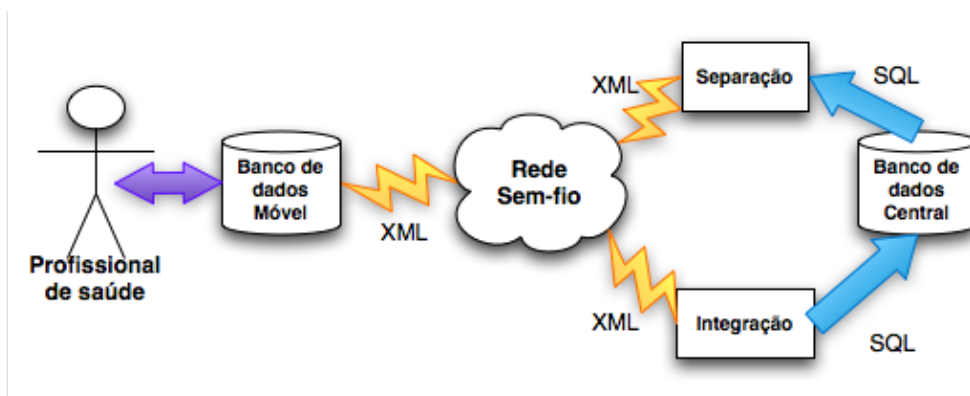 Profissional
de saúde
Banco de
dados
Móvel
XML
Rede
Sem-fio
XML
Separação
SQL
Banco de
dados
Central
XML
Integração
SQL